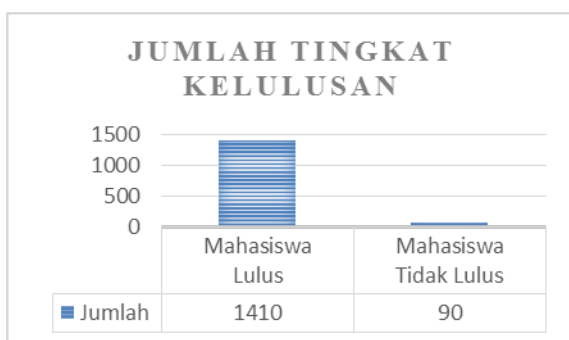 JUMLAH TINGKAT
KELULUSAN
1500
1000
500
0
Mahasiswa Lulus
Mahasiswa Tidak Lulus
Jumlah 1410 90